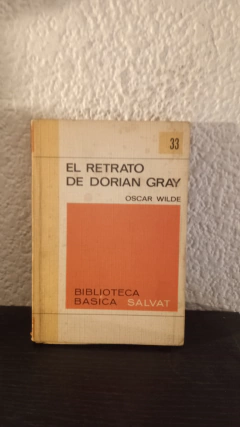 33
EL RETRATO
DE DORIAN GRAY
OSCAR WILDE
BIBLIOTECA
BASICA SALVAT